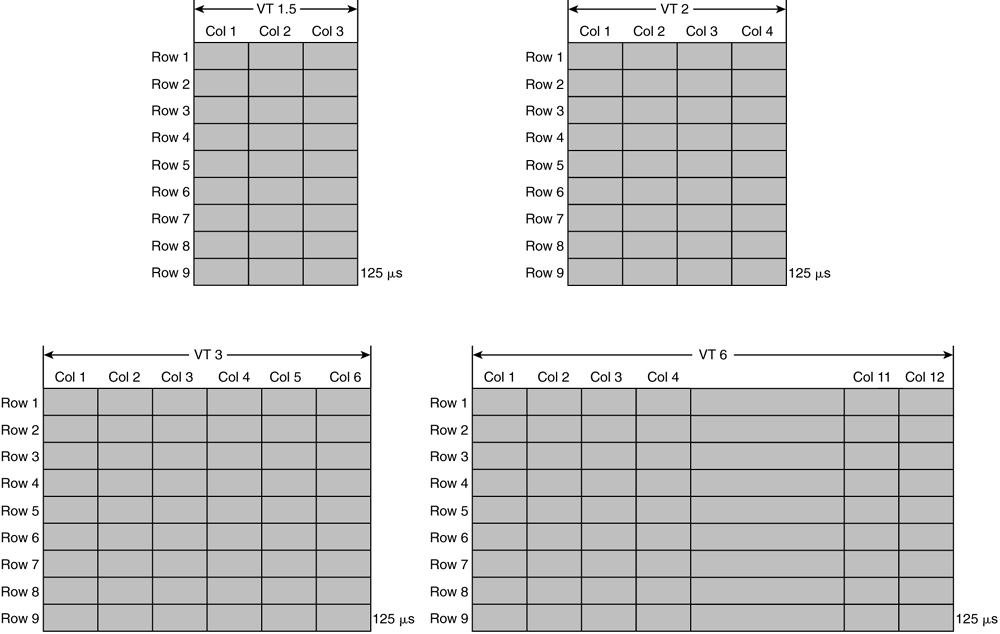 VT 1.5
Col 1 Col 2 Col 3
Row 1
Row 2
Row 3
Row 4
Row 5
Row 6
Row 7
Row 8
Row 9
125 μs
VT 2
Col 1 Col 2 Col 3 Col 4
Row 1
Row 2
Row 3
Row 4
Row 5
Row 6
Row 7
Row 8
Row 9
125 μs
VT 3
Col 1 Col 2 Col 3 Col 4 Col 5 Col 6
Row 1
Row 2
Row 3
Row 4
Row 5
Row 6
Row 7
Row 8
Row 9
125 μs
VT 6
Col 1 Col 2 Col 3 Col 4 Col 11 Col 12
Row 1
Row 2
Row 3
Row 4
Row 5
Row 6
Row 7
Row 8
Row 9
125 μs